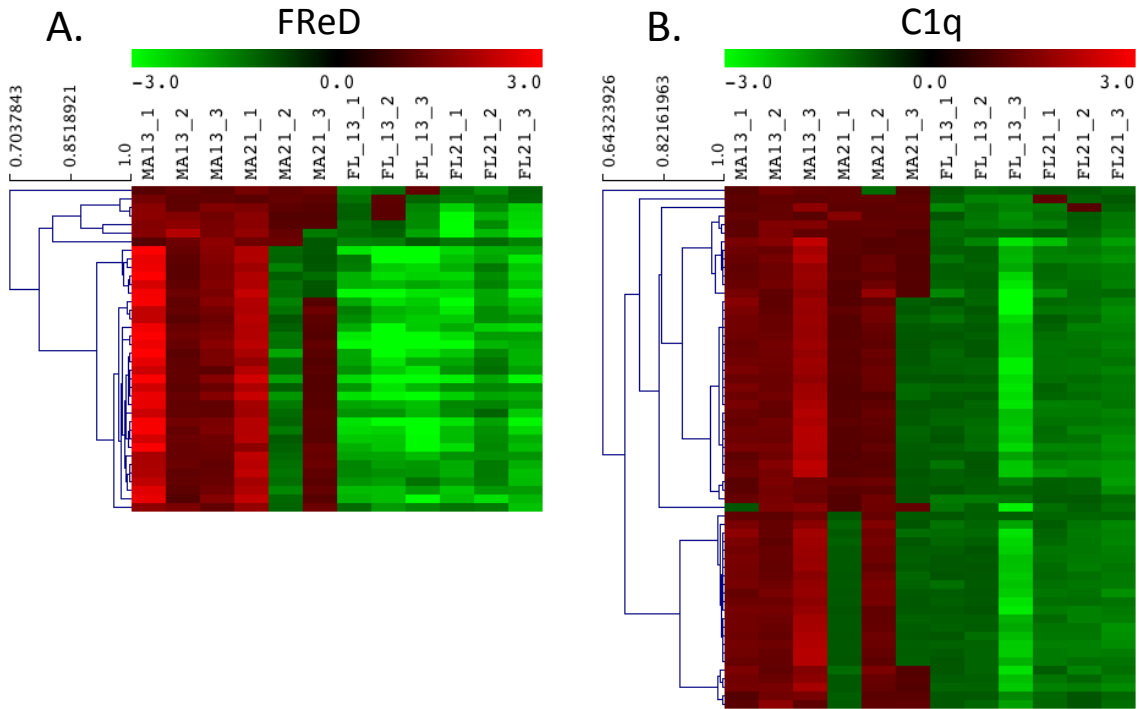 A.
FReD
-3.0 0.0 3.0
0.7037843
0.8518921
1.0
MA13_1
MA13_2
MA13_3
MA21_1
MA21_2
MA21_3
FL_13_1
FL_13_2
FL_13_3
FL21_1
FL21_2
FL21_3
B.
C1q
-3.0 0.0 3.0
0.64323926
0.82161963
1.0
MA13_1
MA13_2
MA13_3
MA21_1
MA21_2
MA21_3
FL_13_1
FL_13_2
FL_13_3
FL21_1
FL21_2
FL21_3